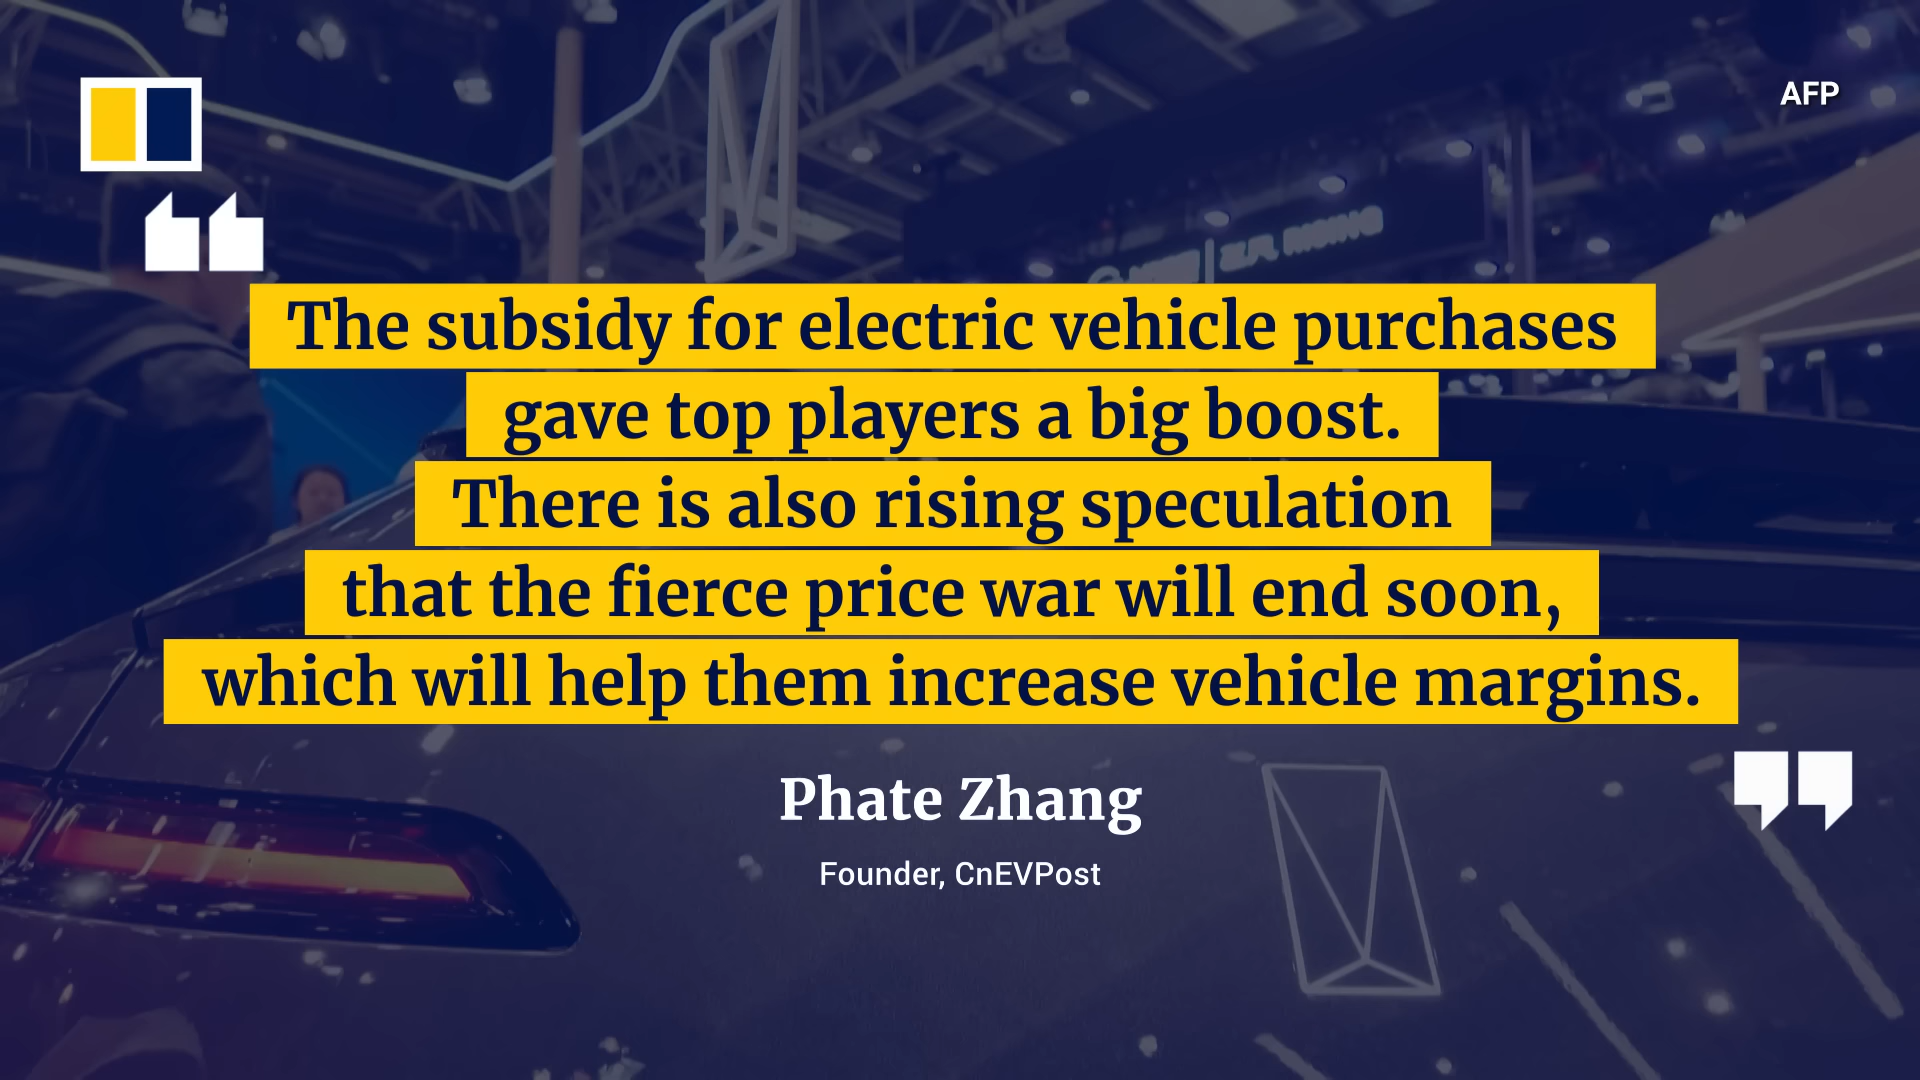 AFP
The subsidy for electric vehicle purchases
gave top players a big boost.
There is also rising speculation
that the fierce price war will end soon,
which will help them increase vehicle margins.
Phate Zhang
Founder, CnEVPost
RISING